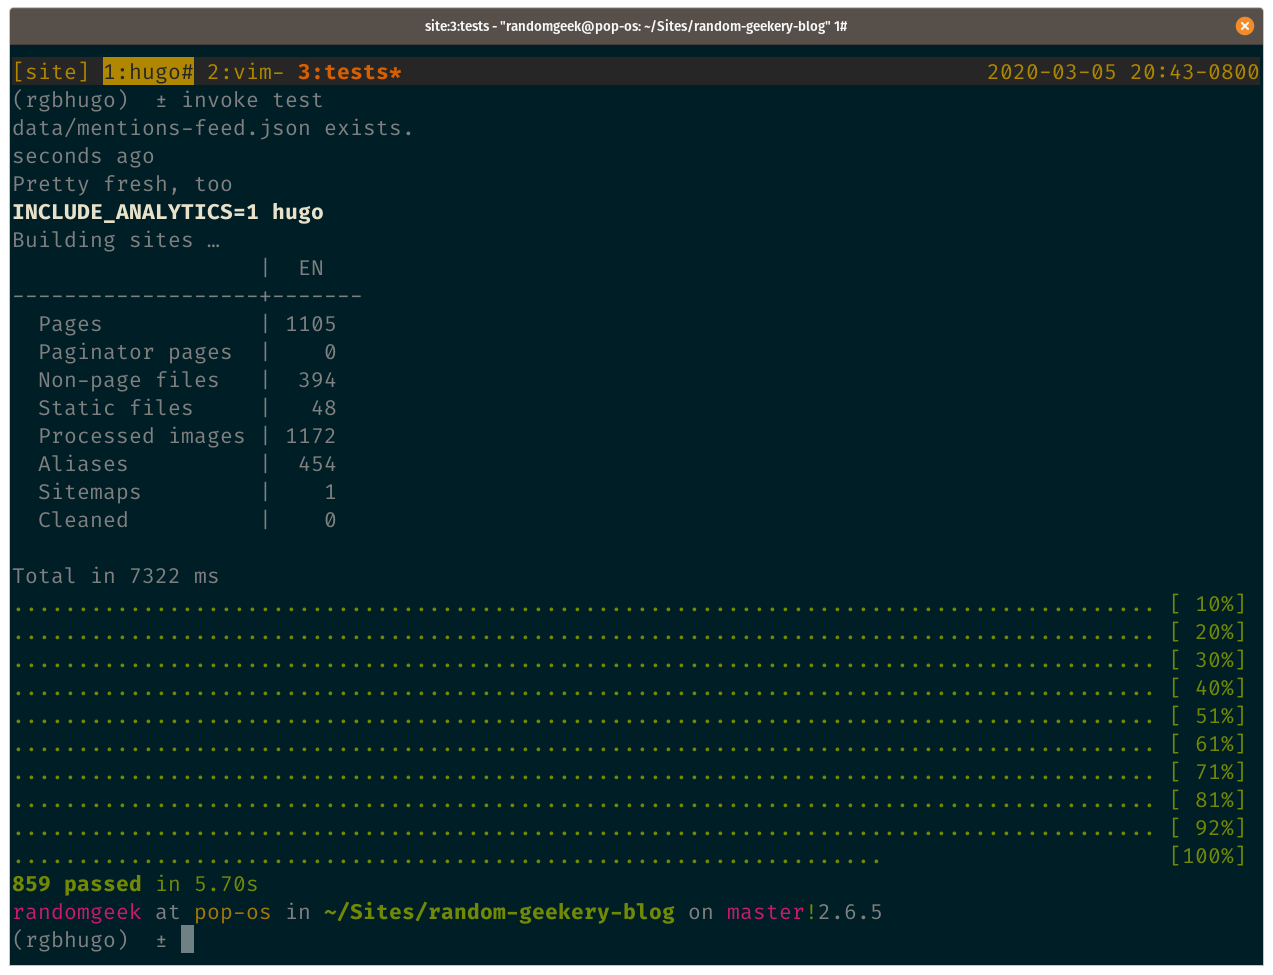 site:3:tests - "randomgeek@pop-os: ~/Sites/random-geekery-blog" 1#
[site] 1:hugo# 2:vim- 3:tests* 2020-03-05 20:43-0800
(rgbhugo)  ± invoke test
data/mentions-feed.json exists.
seconds ago
Pretty fresh, too
INCLUDE_ANALYTICS=1 hugo
Building sites …
                   |  EN
-------------------+-------
  Pages            | 1105
  Paginator pages  |    0
  Non-page files   |  394
  Static files     |   48
  Processed images | 1172
  Aliases          |  454
  Sitemaps         |    1
  Cleaned          |    0
Total in 7322 ms
........................................................................................ [ 10%]
........................................................................................ [ 20%]
........................................................................................ [ 30%]
........................................................................................ [ 40%]
........................................................................................ [ 51%]
........................................................................................ [ 61%]
........................................................................................ [ 71%]
........................................................................................ [ 81%]
........................................................................................ [ 92%]
...................................................................                      [100%]
859 passed in 5.70s
randomgeek at pop-os in ~/Sites/random-geekery-blog on master!2.6.5
(rgbhugo)  ±